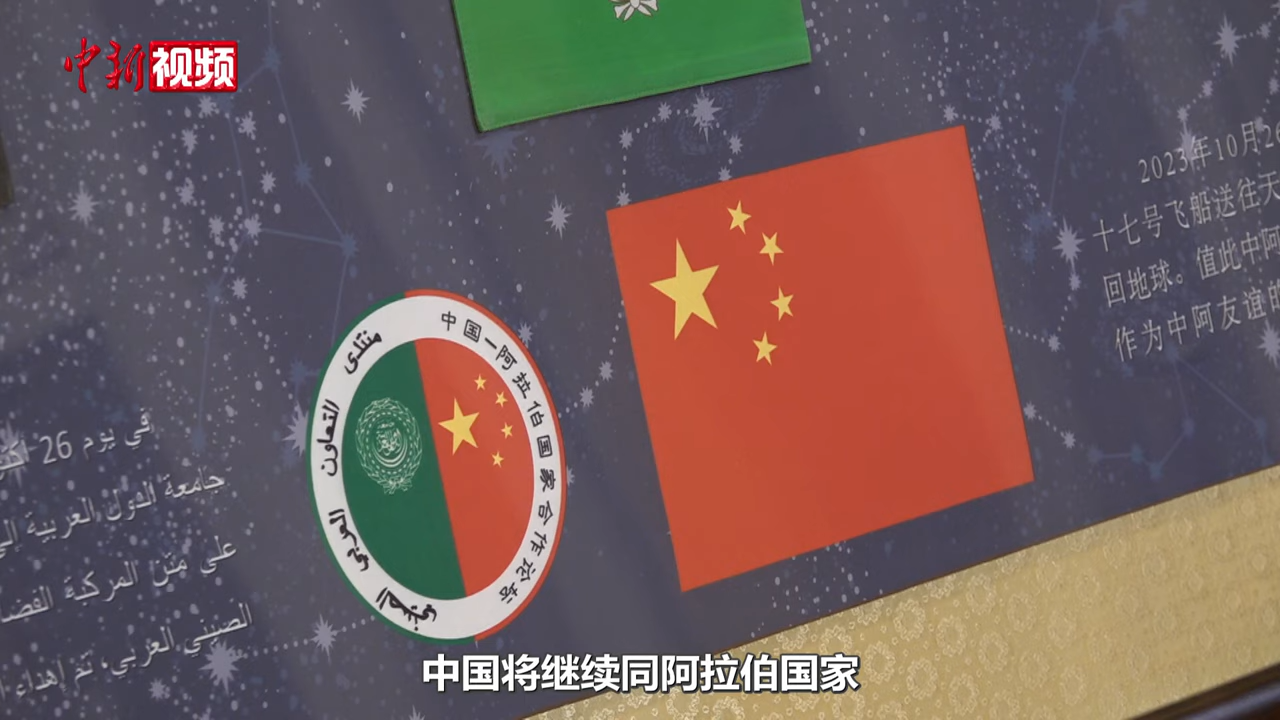 中新视频
2023年10月26
十七号飞船送往天
回地球。值此中阿
作为中阿友谊的
中国—阿拉伯国家合作论坛
منتدى التعاون العربي الصيني
في يوم 26
جامعة الدول العربية إلى
على متن المركبة
الصيني العربي، تم إهداء
中国将继续同阿拉伯国家